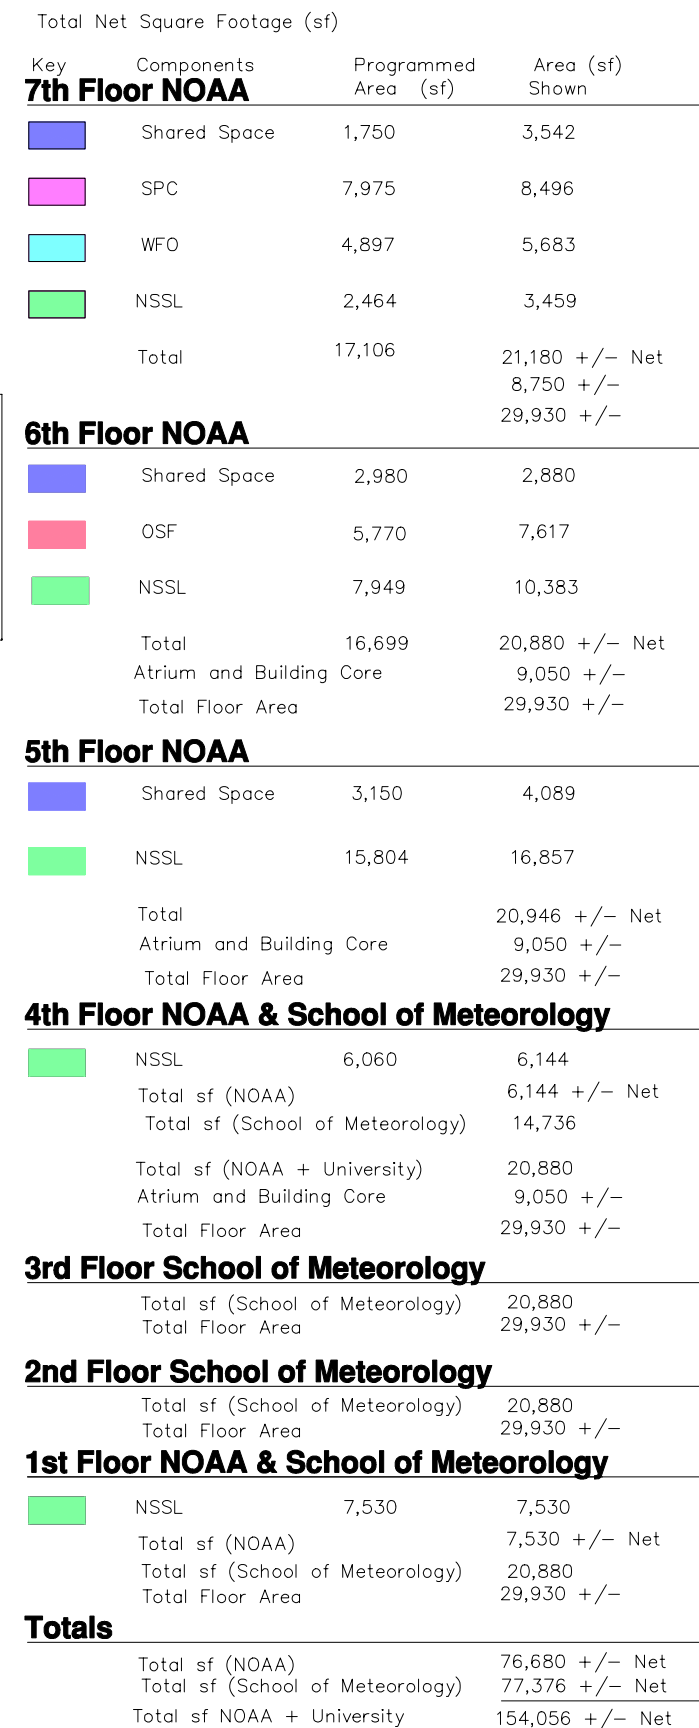 Total Net Square Footage (sf)
Key Components Programmed Area (sf)
7th Floor NOAA Area (sf) Shown
Shared Space 1,750 3,542
SPC 7,975 8,496
WFO 4,897 5,683
NSSL 2,464 3,459
Total 17,106 21,180 +/– Net
8,750 +/–
29,930 +/–
6th Floor NOAA
Shared Space 2,980 2,880
OSF 5,770 7,617
NSSL 7,949 10,383
Total 16,699 20,880 +/– Net
Atrium and Building Core 9,050 +/–
Total Floor Area 29,930 +/–
5th Floor NOAA
Shared Space 3,150 4,089
NSSL 15,804 16,857
Total 20,946 +/– Net
Atrium and Building Core 9,050 +/–
Total Floor Area 29,930 +/–
4th Floor NOAA & School of Meteorology
NSSL 6,060 6,144
Total sf (NOAA) 6,144 +/– Net
Total sf (School of Meteorology) 14,736
Total sf (NOAA + University) 20,880
Atrium and Building Core 9,050 +/–
Total Floor Area 29,930 +/–
3rd Floor School of Meteorology
Total sf (School of Meteorology) 20,880
Total Floor Area 29,930 +/–
2nd Floor School of Meteorology
Total sf (School of Meteorology) 20,880
Total Floor Area 29,930 +/–
1st Floor NOAA & School of Meteorology
NSSL 7,530 7,530
Total sf (NOAA) 7,530 +/– Net
Total sf (School of Meteorology) 20,880
Total Floor Area 29,930 +/–
Totals
Total sf (NOAA) 76,680 +/– Net
Total sf (School of Meteorology) 77,376 +/– Net
Total sf NOAA + University 154,056 +/– Net